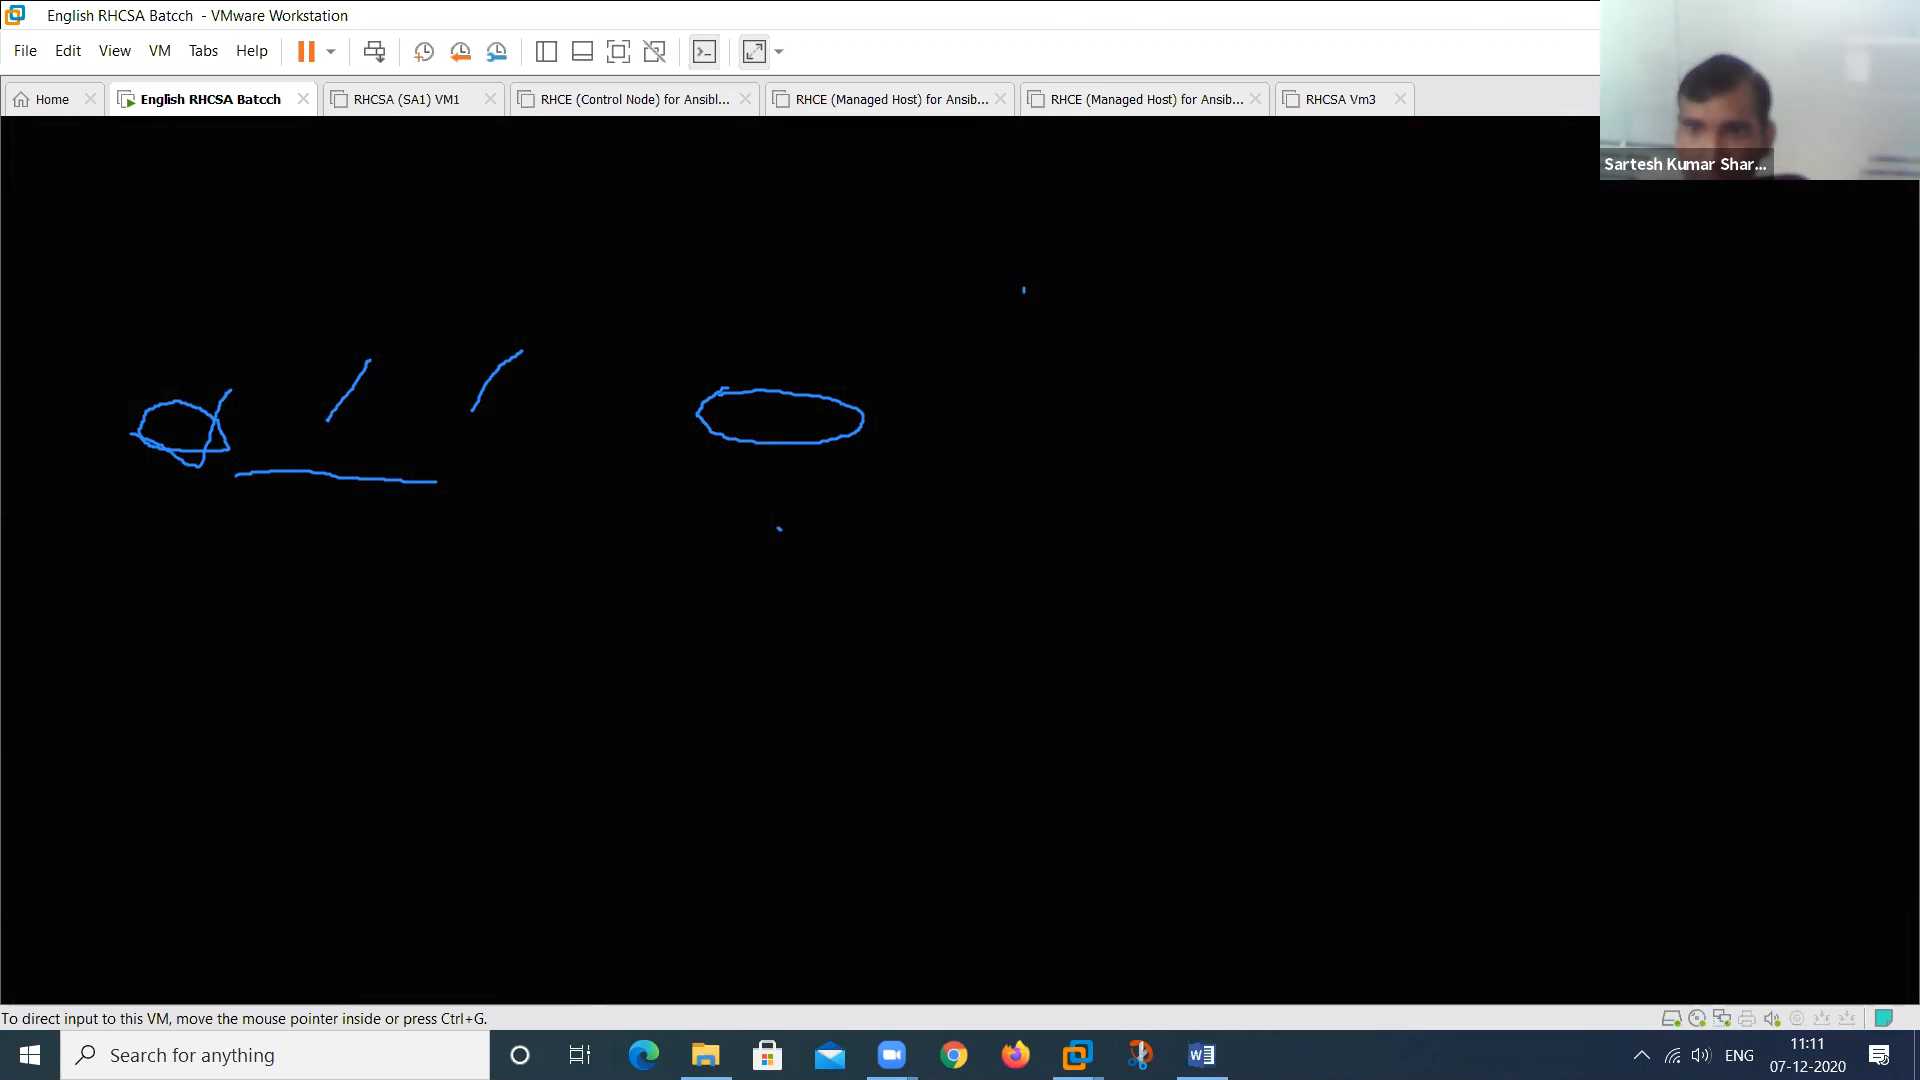 English RHCSA Batcch - VMware Workstation
File Edit View VM Tabs Help
Home English RHCSA Batcch RHCSA (SA1) VM1 RHCE (Control Node) for Ansibl... RHCE (Managed Host) for Ansib... RHCE (Managed Host) for Ansib... RHCSA Vm3
Sartesh Kumar Shar...
To direct input to this VM, move the mouse pointer inside or press Ctrl+G.
Search for anything
ENG
11:11
07-12-2020